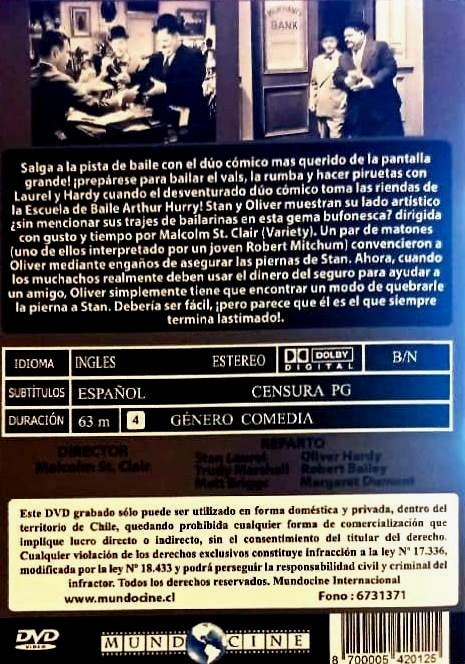 MERCHANTS
BANK
Salga a la pista de baile con el dúo cómico mas querido de la pantalla
grande! ¡prepárese para bailar el vals, la rumba y hacer piruetas con
Laurel y Hardy cuando el desventurado dúo cómico toma las riendas de
la Escuela de Baile Arthur Hurry! Stan y Oliver muestran su lado artístico
¿sin mencionar sus trajes de bailarinas en esta gema bufonesca? dirigida
con gusto y tiempo por Malcolm St. Clair (Variety). Un par de matones
(uno de ellos interpretado por un joven Robert Mitchum) convencieron a
Oliver mediante engaños de asegurar las piernas de Stan. Ahora, cuando
los muchachos realmente deben usar el dinero del seguro para ayudar a
un amigo, Oliver simplemente tiene que encontrar un modo de quebrarle
la pierna a Stan. Debería ser fácil, ¡pero parece que él es el que siempre
termina lastimado!.
IDIOMA INGLES ESTEREO DOLBY DIGITAL B/N
SUBTÍTULOS ESPAÑOL CENSURA PG
DURACIÓN 63 m 4 GÉNERO COMEDIA
DIRECTOR REPARTO
Malcolm St. Clair Stan Laurel Oliver Hardy
Trudy Marshall Robert Bailey
Matt Briggs Margaret Dumont
Este DVD grabado sólo puede ser utilizado en forma doméstica y privada, dentro del
territorio de Chile, quedando prohibida cualquier forma de comercialización que
implique lucro directo o indirecto, sin el consentimiento del titular del derecho.
Cualquier violación de los derechos exclusivos constituye infracción a la ley N° 17.336,
modificada por la ley N° 18.433 y podrá perseguir la responsabilidad civil y criminal del
infractor. Todos los derechos reservados. Mundocine Internacional
www.mundocine.cl Fono : 6731371
DVD VIDEO
MUNDO CINE
8 700005 420125